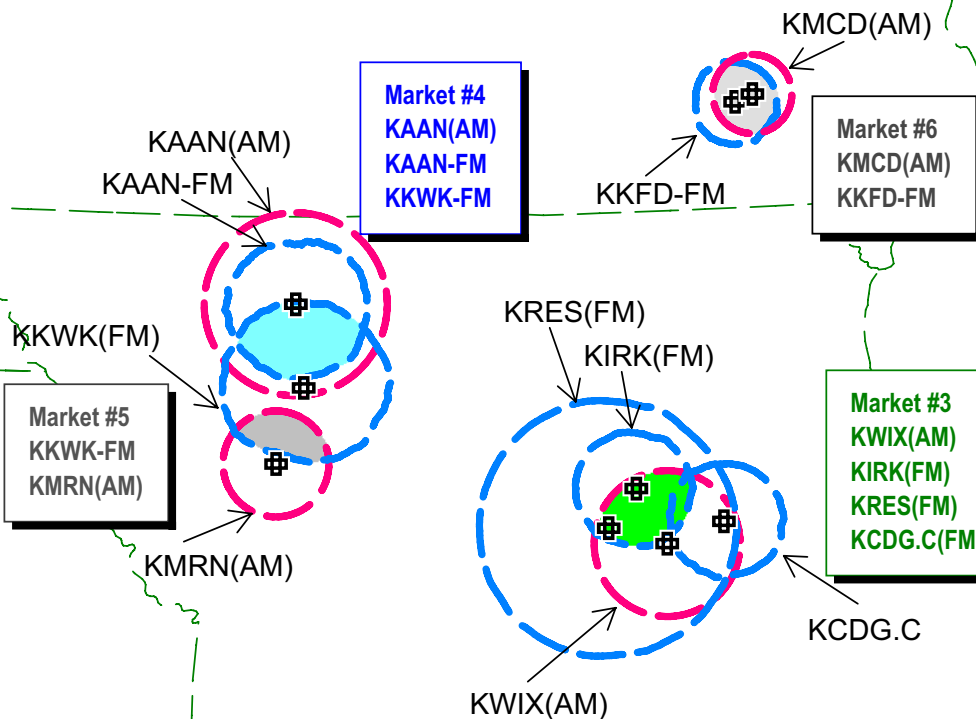 KMCD(AM)
Market #4
KAAN(AM)
KAAN-FM
KKWK-FM
Market #6
KMCD(AM)
KKFD-FM
KAAN(AM)
KAAN-FM
KKFD-FM
KRES(FM)
KKWK(FM)
KIRK(FM)
Market #5
KKWK-FM
KMRN(AM)
Market #3
KWIX(AM)
KIRK(FM)
KRES(FM)
KCDG.C(FM
KMRN(AM)
KCDG.C
KWIX(AM)